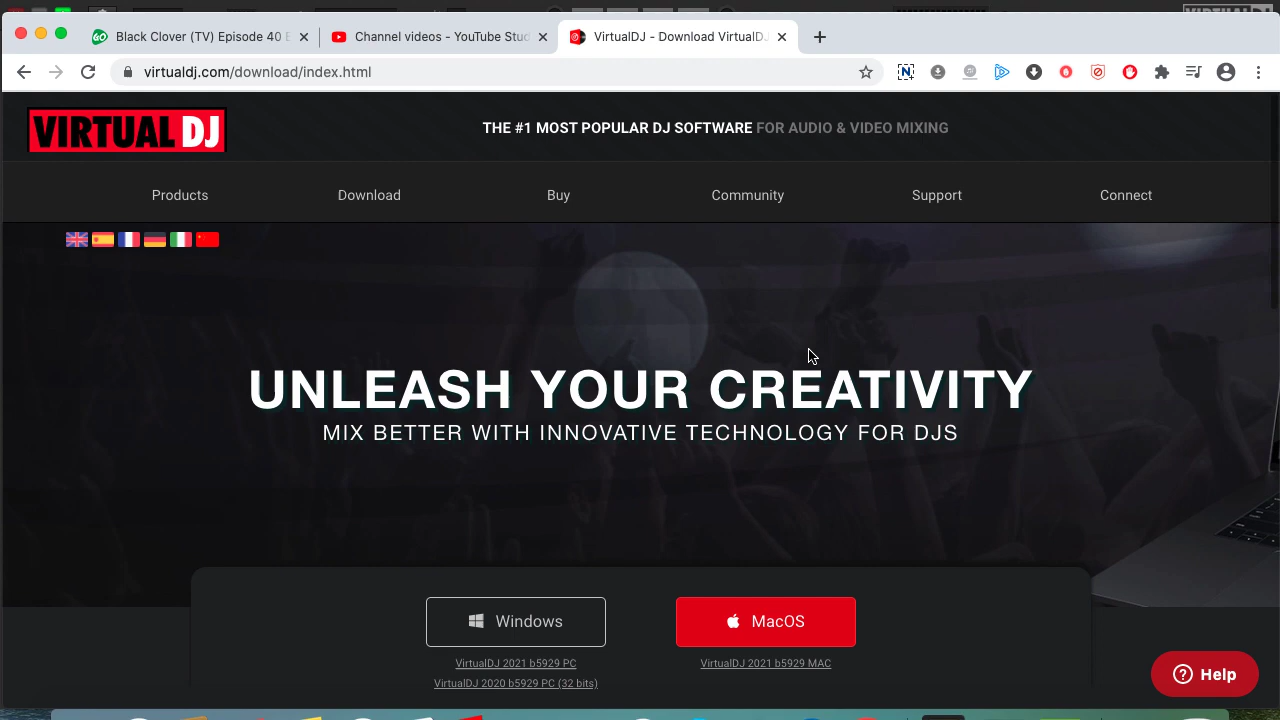 Black Clover (TV) Episode 40 E
Channel videos - YouTube Stud
VirtualDJ - Download VirtualDJ
virtualdj.com/download/index.html
VIRTUAL DJ
THE #1 MOST POPULAR DJ SOFTWARE FOR AUDIO & VIDEO MIXING
Products
Download
Buy
Community
Support
Connect
UNLEASH YOUR CREATIVITY
MIX BETTER WITH INNOVATIVE TECHNOLOGY FOR DJS
Windows
MacOS
VirtualDJ 2021 b5929 PC
VirtualDJ 2021 b5929 MAC
VirtualDJ 2020 b5929 PC (32 bits)
Help